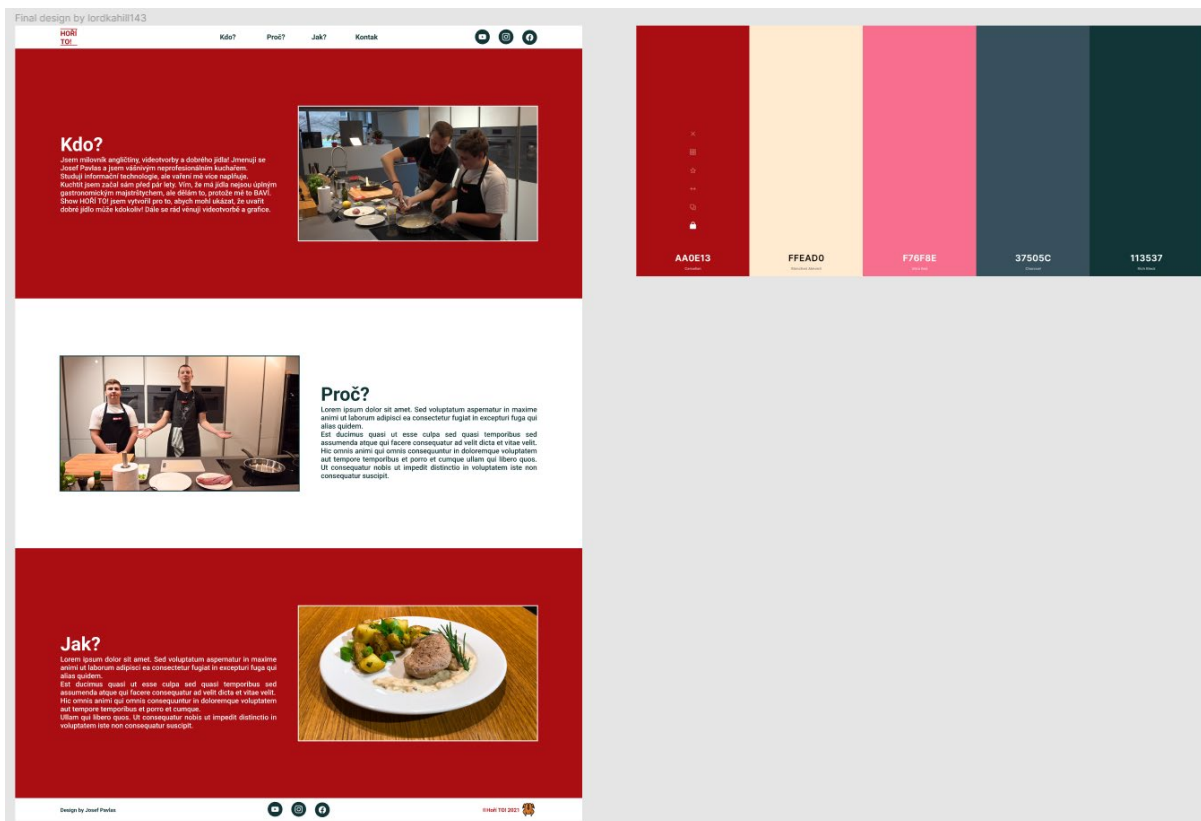 Final design by lordkahill143
HOŘÍ
TO!
Kdo?
Proč?
Jak?
Kontak
Kdo?
Jsem milovník angličtiny, videotvorby a dobrého jídla! Jmenuji se
Josef Pavlas a jsem vášnivým neprofesionálním kuchařem.
Studuji informační technologie, ale vaření mě více naplňuje.
Kuchtit jsem začal sám před pár lety. Vím, že má jídla nejsou úplným
gastronomickým majstrštychem, ale dělám to, protože mě to BAVÍ.
Show HOŘÍ TO! jsem vytvořil pro to, abych mohl ukázat, že uvařit
dobré jídlo může kdokoliv! Dále se rád věnuji videotvorbě a grafice.
Proč?
Lorem ipsum dolor sit amet. Sed voluptatum aspernatur in maxime
animi ut laborum adipisci ea consectetur fugiat in excepturi fuga qui
alias quidem.
Est ducimus quasi ut esse culpa sed quasi temporibus sed
assumenda atque qui facere consequatur ad velit dicta et vitae velit.
Hic omnis animi qui omnis consequuntur in doloremque voluptatem
aut tempore temporibus et porro et cumque ullam qui libero quos.
Ut consequatur nobis ut impedit distinctio in voluptatem iste non
consequatur suscipit.
Jak?
Lorem ipsum dolor sit amet. Sed voluptatum aspernatur in maxime
animi ut laborum adipisci ea consectetur fugiat in excepturi fuga qui
alias quidem.
Est ducimus quasi ut esse culpa sed quasi temporibus sed
assumenda atque qui facere consequatur ad velit dicta et vitae velit.
Hic omnis animi qui omnis consequuntur in doloremque voluptatem
aut tempore temporibus et porro et cumque.
Ullam qui libero quos. Ut consequatur nobis ut impedit distinctio in
voluptatem iste non consequatur suscipit.
Design by Josef Pavlas
©Hoří TO! 2021
AA0E13
FFEAD0
F76F8E
37505C
113537
Charcoal
Rich Black